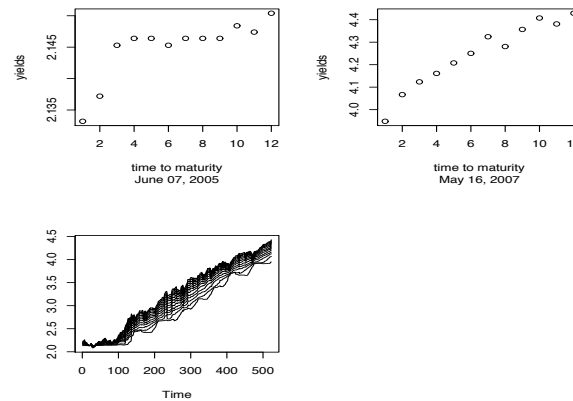 yields
2.135
2.145
2 4 6 8 10 12
time to maturity
June 07, 2005
yields
4.0 4.1 4.2 4.3 4.4
2 4 6 8 10 12
time to maturity
May 16, 2007
2.0 2.5 3.0 3.5 4.0 4.5
0 100 200 300 400 500
Time